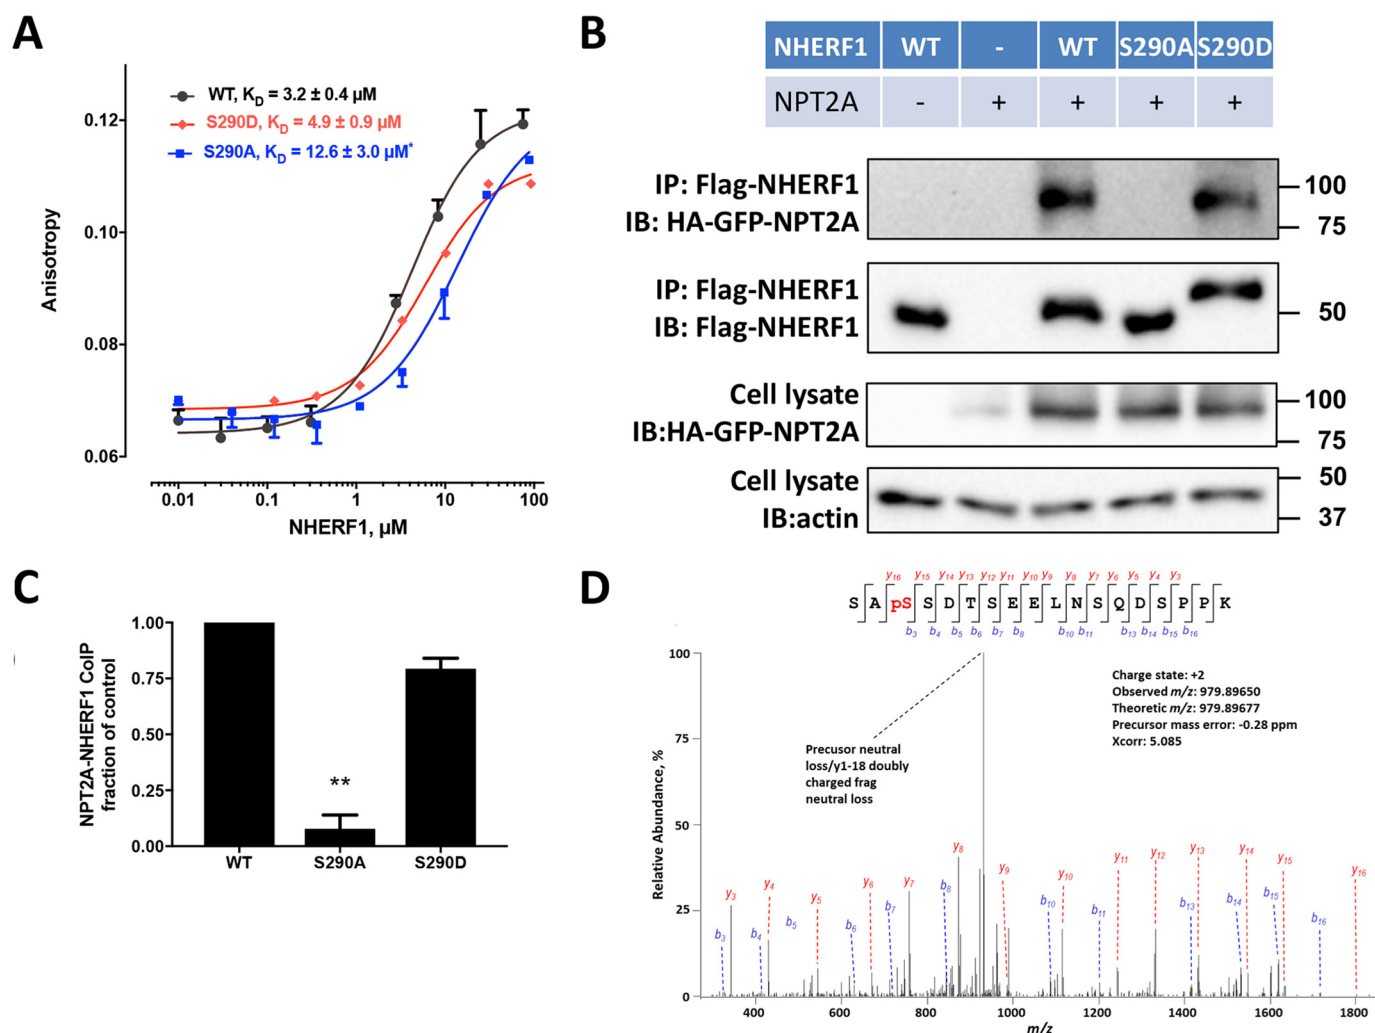 A
WT, KD = 3.2 ± 0.4 µM
S290D, KD = 4.9 ± 0.9 µM
S290A, KD = 12.6 ± 3.0 µM*
Anisotropy
0.12
0.10
0.08
0.06
0.01
0.1
1
10
100
NHERF1, µM
B
NHERF1 WT - WT S290A S290D
NPT2A - + + + +
IP: Flag-NHERF1
IB: HA-GFP-NPT2A
100
75
IP: Flag-NHERF1
IB: Flag-NHERF1
50
Cell lysate
IB:HA-GFP-NPT2A
100
75
Cell lysate
IB:actin
50
37
C
NPT2A-NHERF1 CoIP
fraction of control
1.00
0.75
0.50
0.25
0.00
**
WT
S290A
S290D
D
y16 y15 y14 y13 y12 y11 y10 y9 y8 y7 y6 y5 y4 y3
S A pS S D T S E E L N S Q D S P P K
b3 b4 b5 b6 b7 b8 b10 b11 b13 b14 b15 b16
Charge state: +2
Observed m/z: 979.89650
Theoretic m/z: 979.89677
Precursor mass error: -0.28 ppm
Xcorr: 5.085
Precusor neutral
loss/y1-18 doubly
charged frag
neutral loss
Relative Abundance, %
100
75
50
25
0
y3 y4 y5 y6 y7 y8 y9 y10 y11 y12 y13 y14 y15 y16
b3 b4 b5 b6 b7 b8 b10 b11 b13 b14 b15 b16
400 600 800 1000 1200 1400 1600 1800
m/z